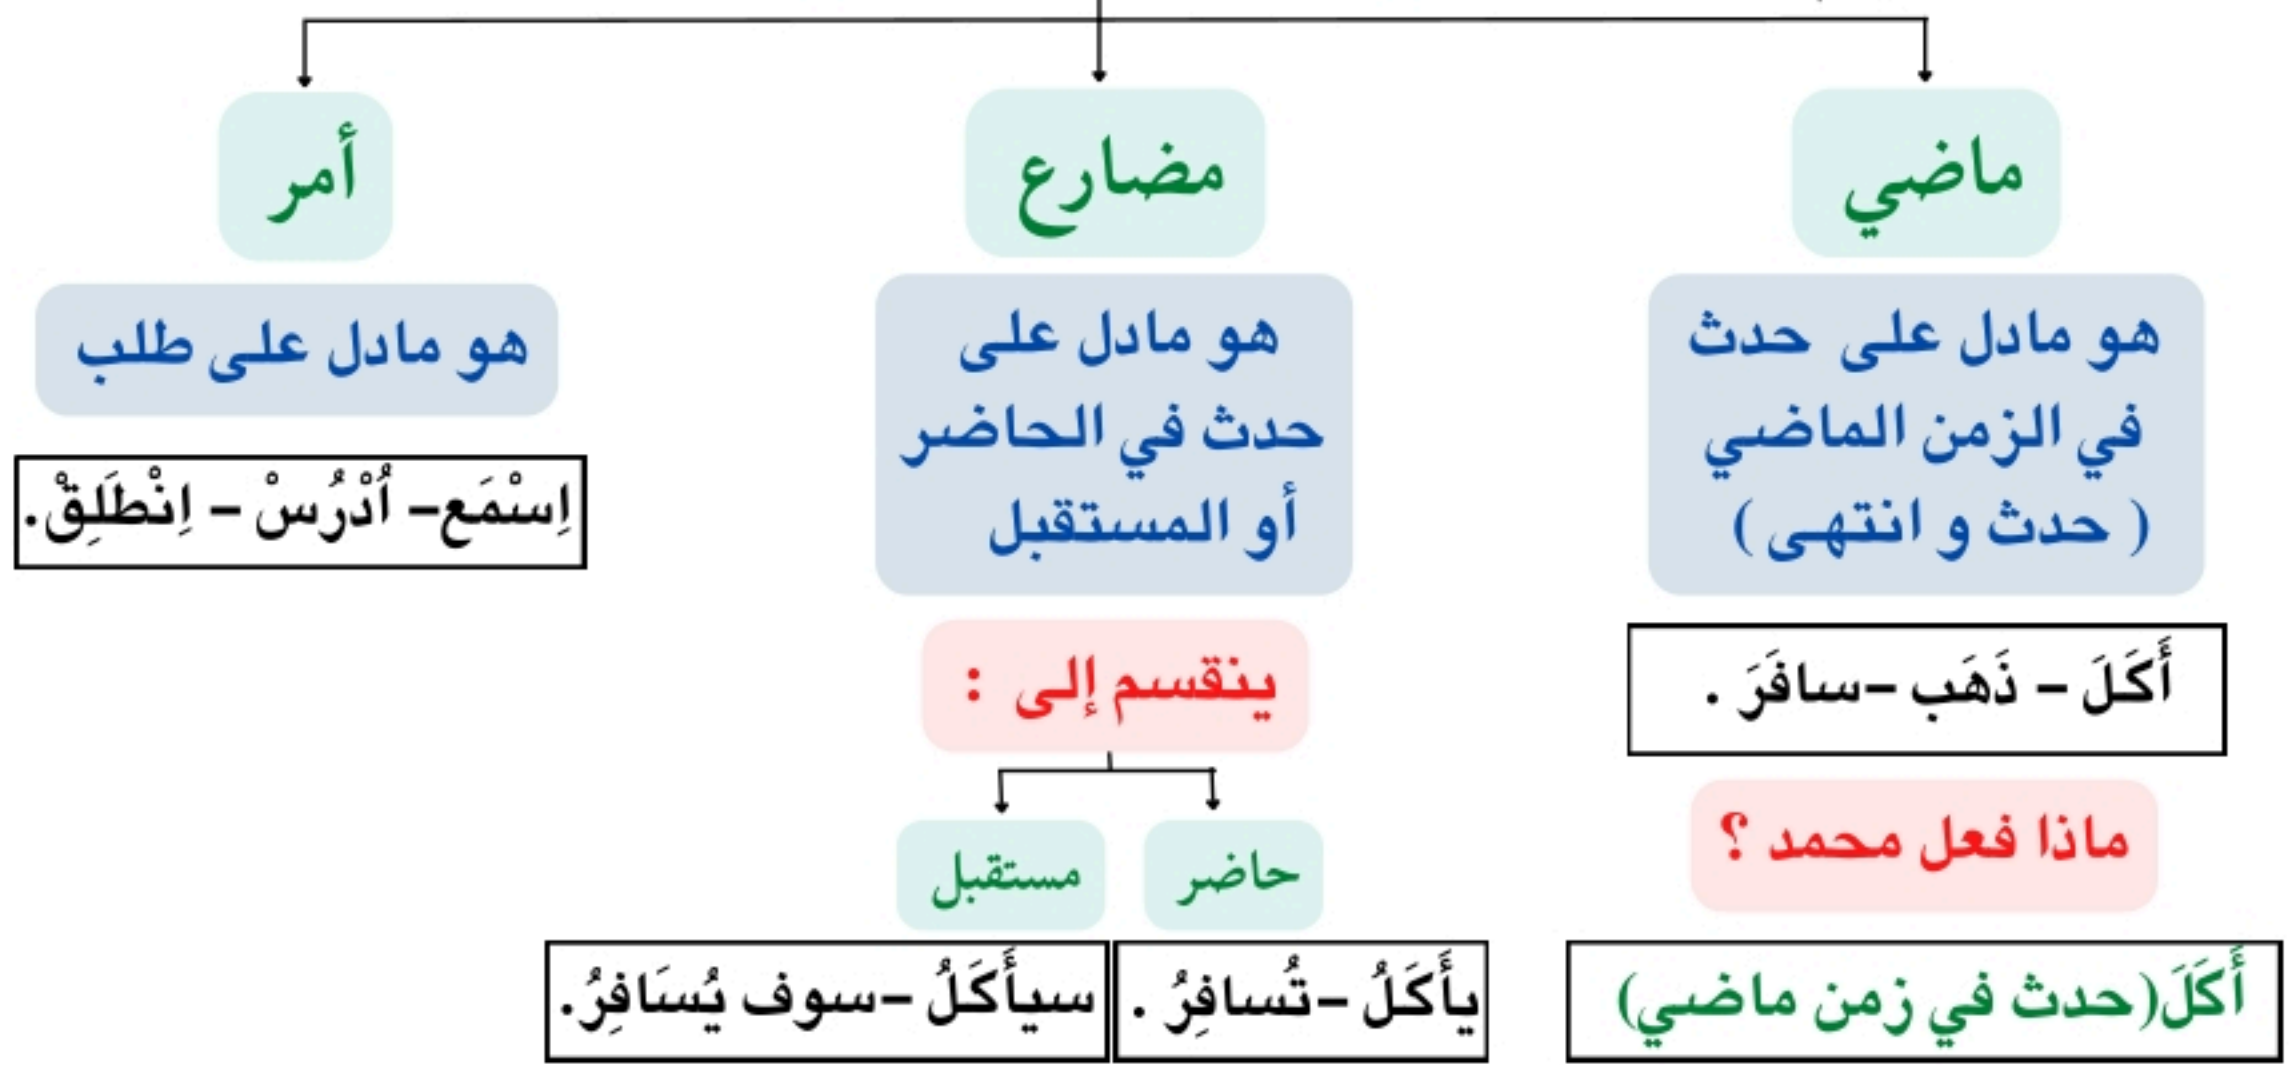 ماضي
هو مادل على حدث
في الزمن الماضي
( حدث و انتهى )
أَكَلَ – ذَهَب –سافَرَ .
ماذا فعل محمد ؟
أَكَلَ(حدث في زمن ماضي)
مضارع
هو مادل على
حدث في الحاضر
أو المستقبل
ينقسم إلى :
حاضر
يأَكَلُ –تُسافِرُ .
مستقبل
سيأَكَلُ –سوف يُسَافِرُ.
أمر
هو مادل على طلب
اِسْمَع– اُدْرُسْ – اِنْطَلِقْ.